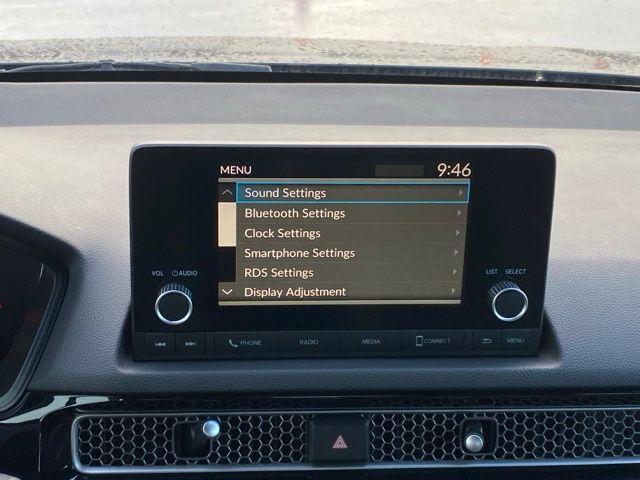 MENU 9:46
Sound Settings
Bluetooth Settings
Clock Settings
Smartphone Settings
RDS Settings
Display Adjustment
VOL AUDIO
LIST SELECT
PHONE RADIO MEDIA CONNECT MENU